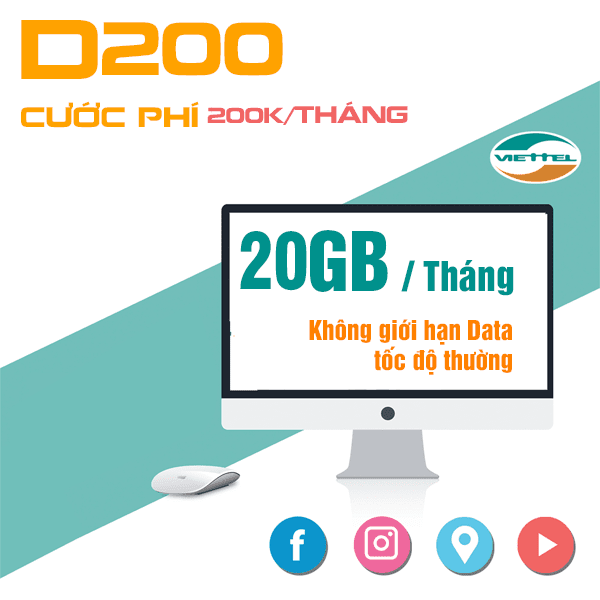 D200
CƯỚC PHÍ 200K/THÁNG
VIETTEL
20GB / Tháng
Không giới hạn Data
tốc độ thường
f